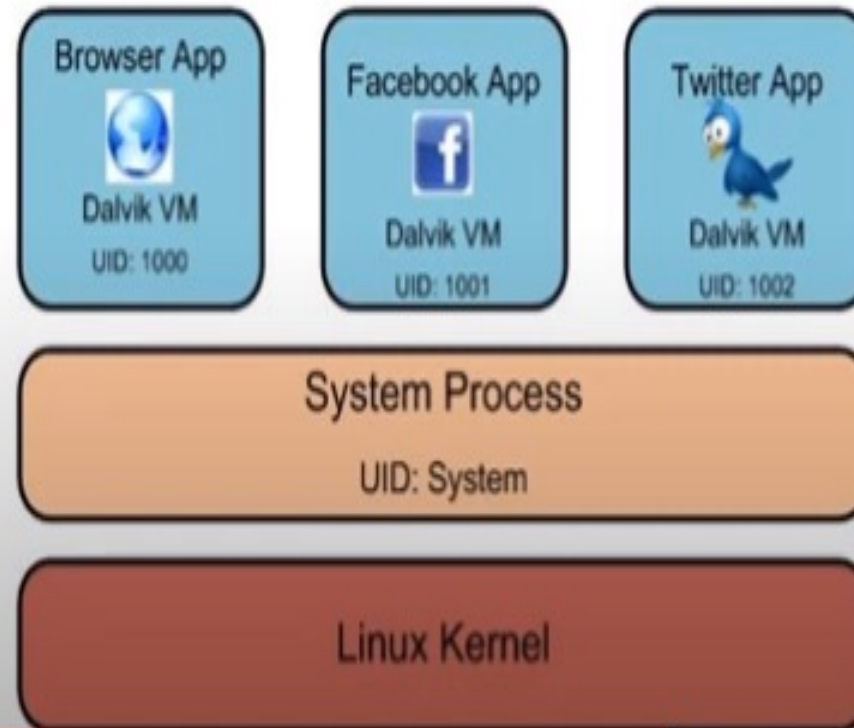 Browser App
Dalvik VM
UID: 1000
Facebook App
f
Dalvik VM
UID: 1001
Twitter App
Dalvik VM
UID: 1002
System Process
UID: System
Linux Kernel